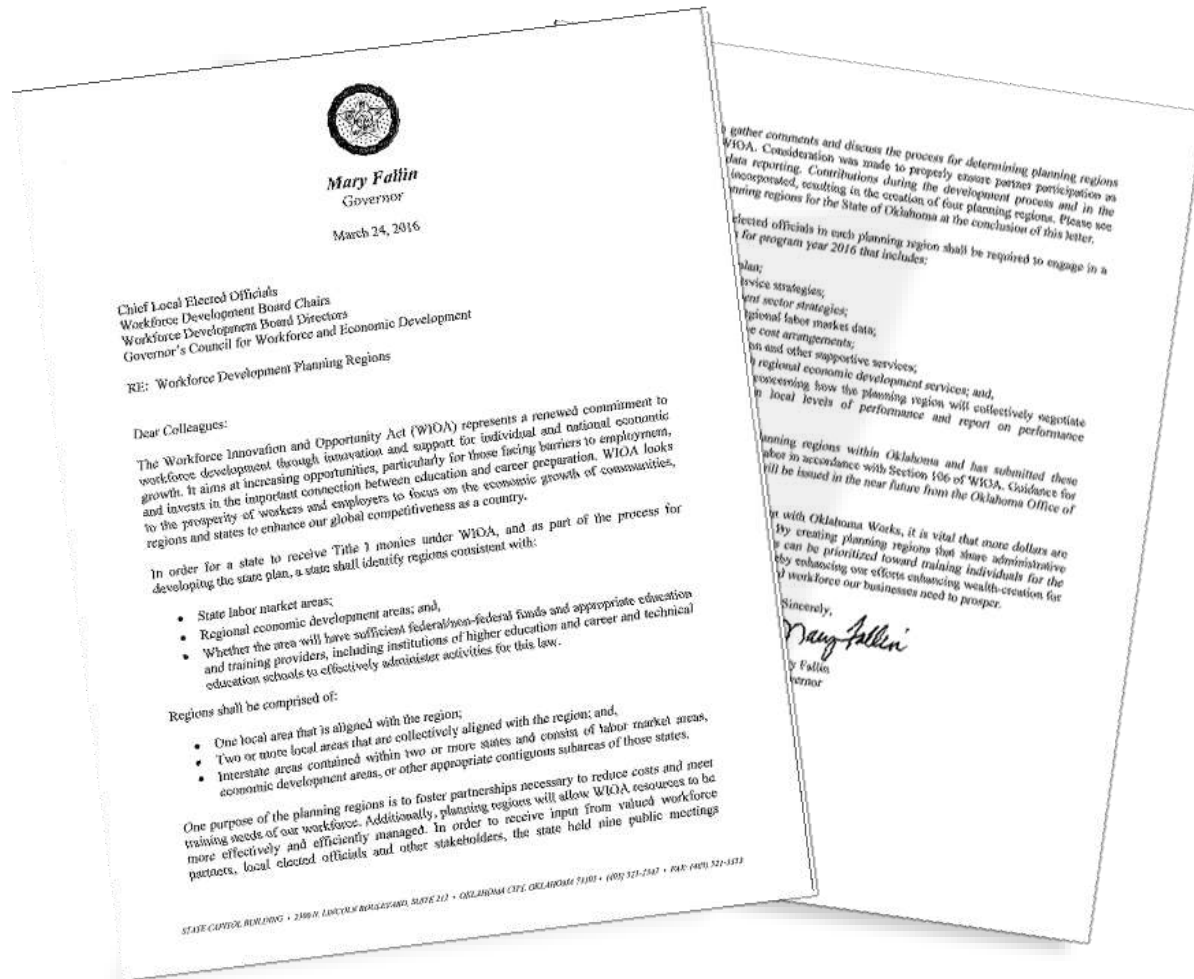 Mary Fallin
Governor
March 24, 2016
Chief Local Elected Officials
Workforce Development Board Chairs
Workforce Development Board Directors
Governor's Council for Workforce and Economic Development
RE: Workforce Development Planning Regions
Dear Colleagues:
The Workforce Innovation and Opportunity Act (WIOA) represents a renewed commitment to
workforce development through innovation and support for individual and national economic
growth. It aims at increasing opportunities, particularly for those facing barriers to employment,
and invests in the important connection between education and career preparation. WIOA looks
to the prosperity of workers and employers to focus on the economic growth of communities,
regions and states to enhance our global competitiveness as a country.
In order for a state to receive Title I monies under WIOA, and as part of the process for
developing the state plan, a state shall identify regions consistent with:
• State labor market areas;
• Regional economic development areas; and,
• Whether the area will have sufficient federal/non-federal funds and appropriate education
and training providers, including institutions of higher education and career and technical
education schools to effectively administer activities for this law.
Regions shall be comprised of:
• One local area that is aligned with the region;
• Two or more local areas that are collectively aligned with the region; and,
• Interstate areas contained within two or more states and consist of labor market areas,
economic development areas, or other appropriate contiguous subareas of those states.
One purpose of the planning regions is to foster partnerships necessary to reduce costs and meet
training needs of our workforce. Additionally, planning regions will allow WIOA resources to be
more effectively and efficiently managed. In order to receive input from valued workforce
partners, local elected officials and other stakeholders, the state held nine public meetings
STATE CAPITOL BUILDING • 2300 N. LINCOLN BOULEVARD, SUITE 212 • OKLAHOMA CITY, OKLAHOMA 73105 • (405) 521-2342 • FAX: (405) 521-3353
gather comments and discuss the process for determining planning regions
WIOA. Consideration was made to properly ensure partner participation as
data reporting. Contributions during the development process and in the
incorporated, resulting in the creation of four planning regions. Please see
nning regions for the State of Oklahoma at the conclusion of this letter.
elected officials in each planning region shall be required to engage in a
for program year 2016 that includes:
plan;
rvice strategies;
ent sector strategies;
gional labor market data;
e cost arrangements;
on and other supportive services;
regional economic development services; and,
concerning how the planning region will collectively negotiate
n local levels of performance and report on performance
anning regions within Oklahoma and has submitted these
abor in accordance with Section 106 of WIOA. Guidance for
ill be issued in the near future from the Oklahoma Office of
nt with Oklahoma Works, it is vital that more dollars are
By creating planning regions that share administrative
can be prioritized toward training individuals for the
eby enhancing our efforts enhancing wealth-creation for
d workforce our businesses need to prosper.
Sincerely,
Mary Fallin
y Fallin
vernor